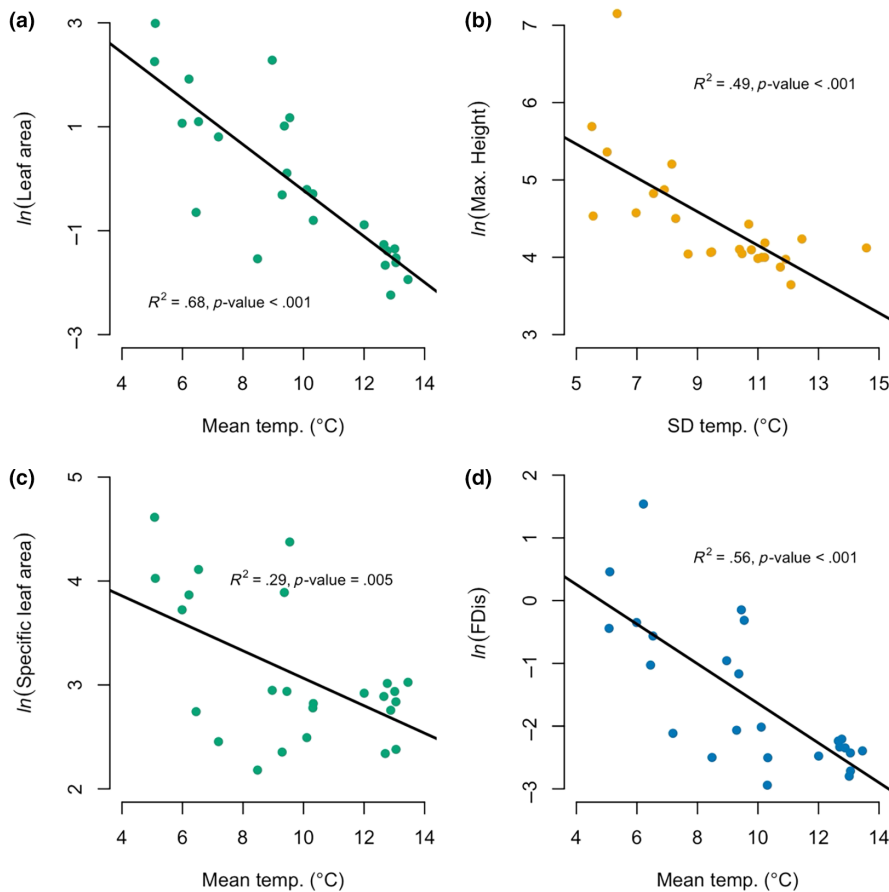 (a)
3
1
−1
−3
ln(Leaf area)
R² = .68, p-value < .001
4 6 8 10 12 14
Mean temp. (°C)
(b)
7
6
5
4
3
ln(Max. Height)
R² = .49, p-value < .001
5 7 9 11 13 15
SD temp. (°C)
(c)
5
4
3
2
ln(Specific leaf area)
R² = .29, p-value = .005
4 6 8 10 12 14
Mean temp. (°C)
(d)
2
1
0
−1
−2
−3
ln(FDis)
R² = .56, p-value < .001
4 6 8 10 12 14
Mean temp. (°C)